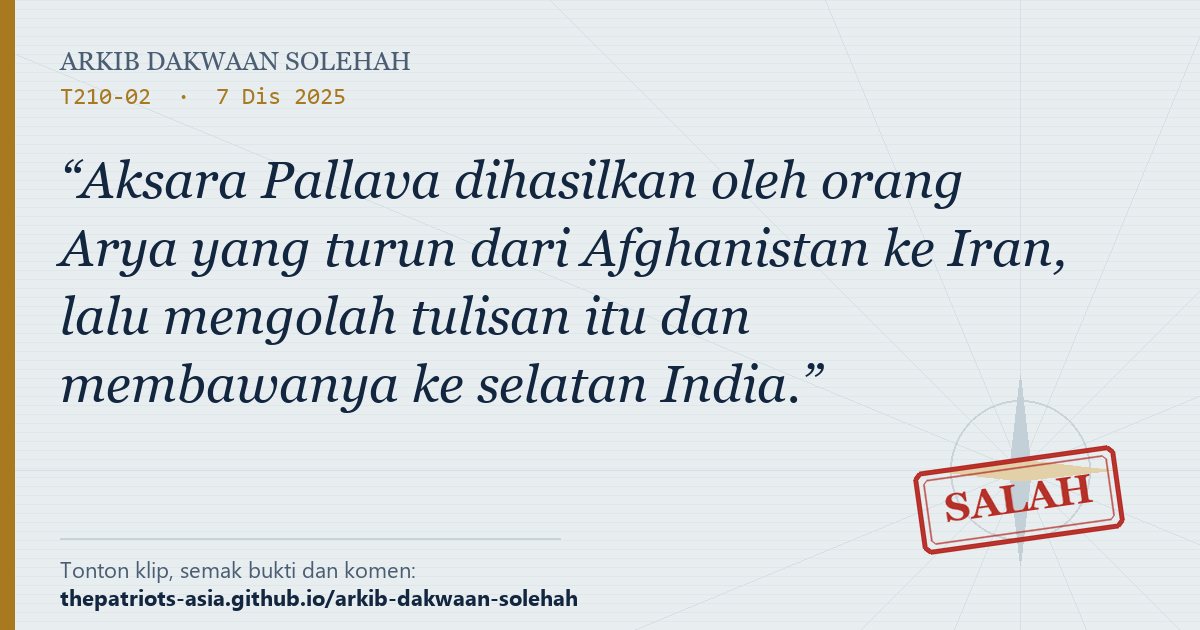 ARKIB DAKWAAN SOLEHAH
T210-02 · 7 Dis 2025
“Aksara Pallava dihasilkan oleh orang
Arya yang turun dari Afghanistan ke Iran,
lalu mengolah tulisan itu dan
membawanya ke selatan India.”
SALAH
Tonton klip, semak bukti dan komen:
thepatriots-asia.github.io/arkib-dakwaan-solehah